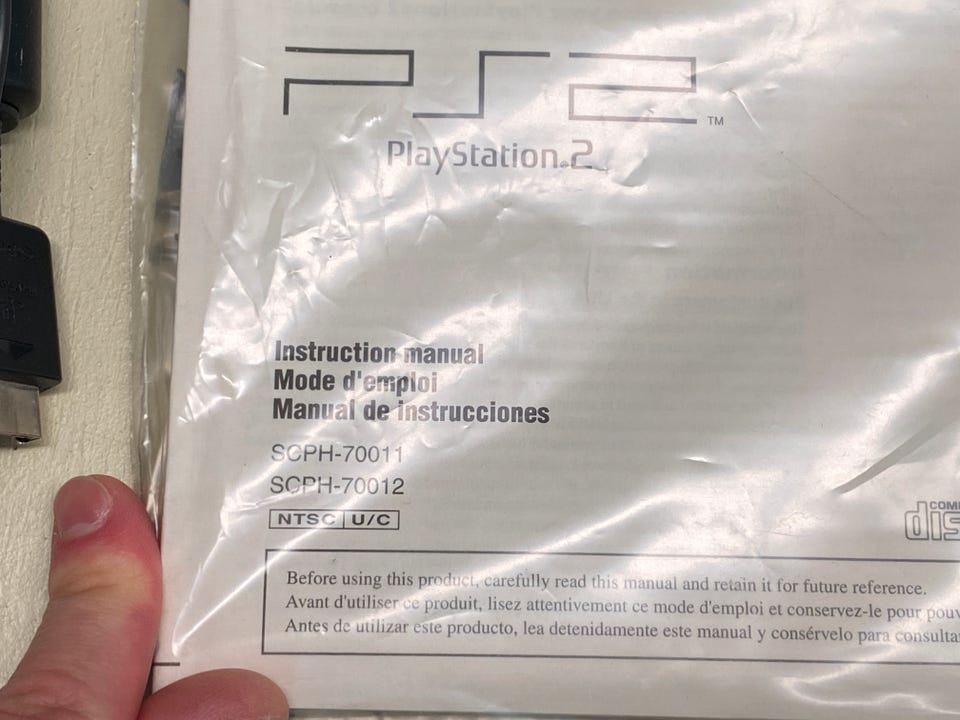 PS2 TM
PlayStation.2
Instruction manual
Mode d'emploi
Manual de instrucciones
SCPH-70011
SCPH-70012
NTSC U/C
Before using this product, carefully read this manual and retain it for future reference.
Avant d'utiliser ce produit, lisez attentivement ce mode d'emploi et conservez-le pour
Antes de utilizar este producto, lea detenidamente este manual y consérvelo para